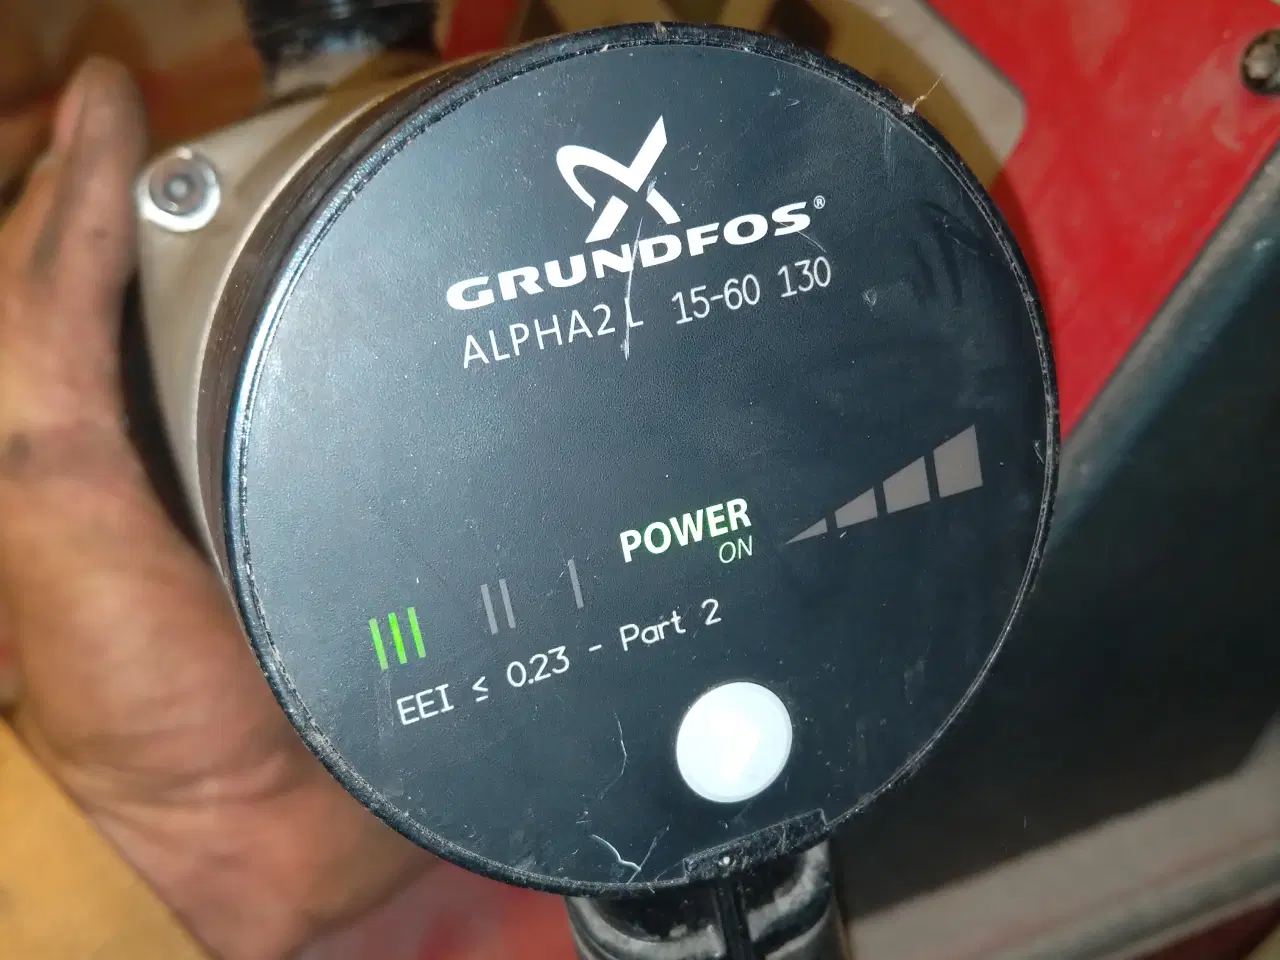 GRUNDFOS®
ALPHA2 L 15-60 130
POWER
ON
III II I
EEI ≤ 0.23 - Part 2